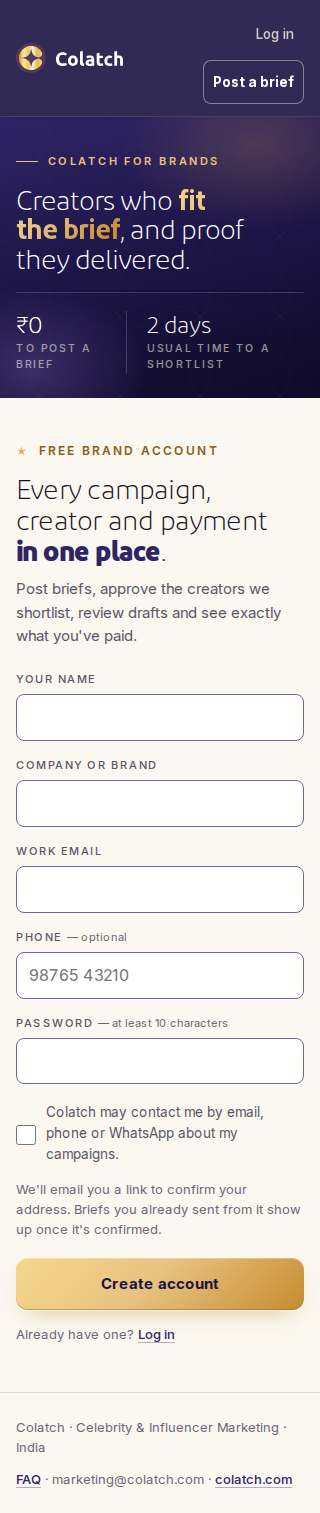 Log in
Colatch
Post a brief
COLATCH FOR BRANDS
Creators who fit
the brief, and proof
they delivered.
₹0
TO POST A
BRIEF
2 days
USUAL TIME TO A
SHORTLIST
★ FREE BRAND ACCOUNT
Every campaign,
creator and payment
in one place.
Post briefs, approve the creators we
shortlist, review drafts and see exactly
what you've paid.
YOUR NAME
COMPANY OR BRAND
WORK EMAIL
PHONE — optional
98765 43210
PASSWORD — at least 10 characters
Colatch may contact me by email,
phone or WhatsApp about my
campaigns.
We'll email you a link to confirm your
address. Briefs you already sent from it show
up once it's confirmed.
Create account
Already have one? Log in
Colatch · Celebrity & Influencer Marketing ·
India
FAQ · marketing@colatch.com · colatch.com